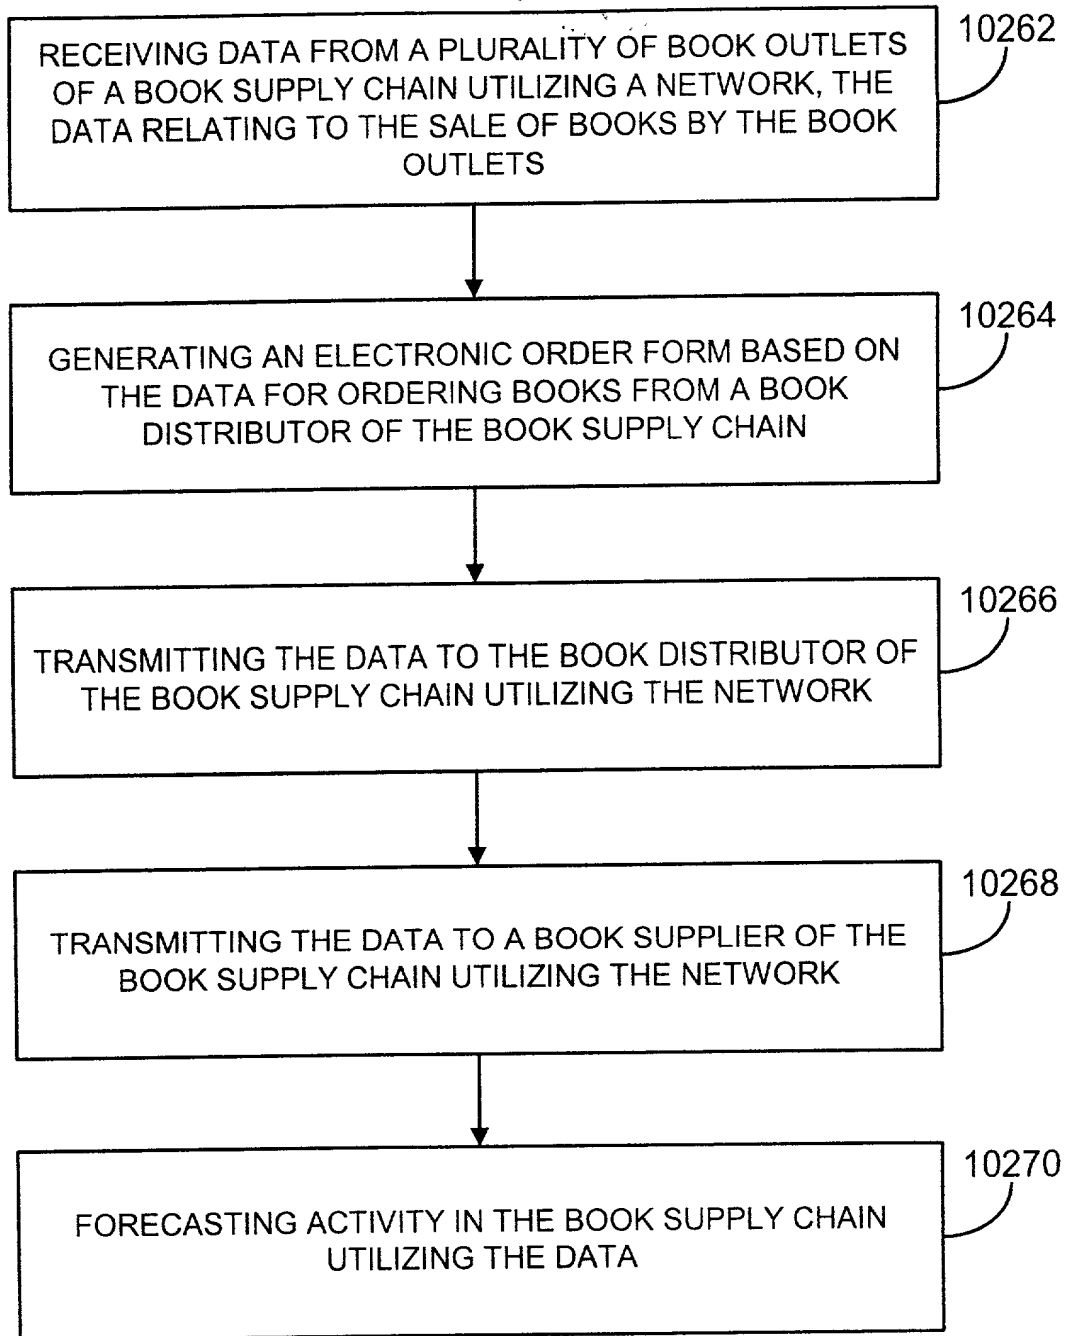 10262
RECEIVING DATA FROM A PLURALITY OF BOOK OUTLETS
OF A BOOK SUPPLY CHAIN UTILIZING A NETWORK, THE
DATA RELATING TO THE SALE OF BOOKS BY THE BOOK
OUTLETS
10264
GENERATING AN ELECTRONIC ORDER FORM BASED ON
THE DATA FOR ORDERING BOOKS FROM A BOOK
DISTRIBUTOR OF THE BOOK SUPPLY CHAIN
10266
TRANSMITTING THE DATA TO THE BOOK DISTRIBUTOR OF
THE BOOK SUPPLY CHAIN UTILIZING THE NETWORK
10268
TRANSMITTING THE DATA TO A BOOK SUPPLIER OF THE
BOOK SUPPLY CHAIN UTILIZING THE NETWORK
10270
FORECASTING ACTIVITY IN THE BOOK SUPPLY CHAIN
UTILIZING THE DATA